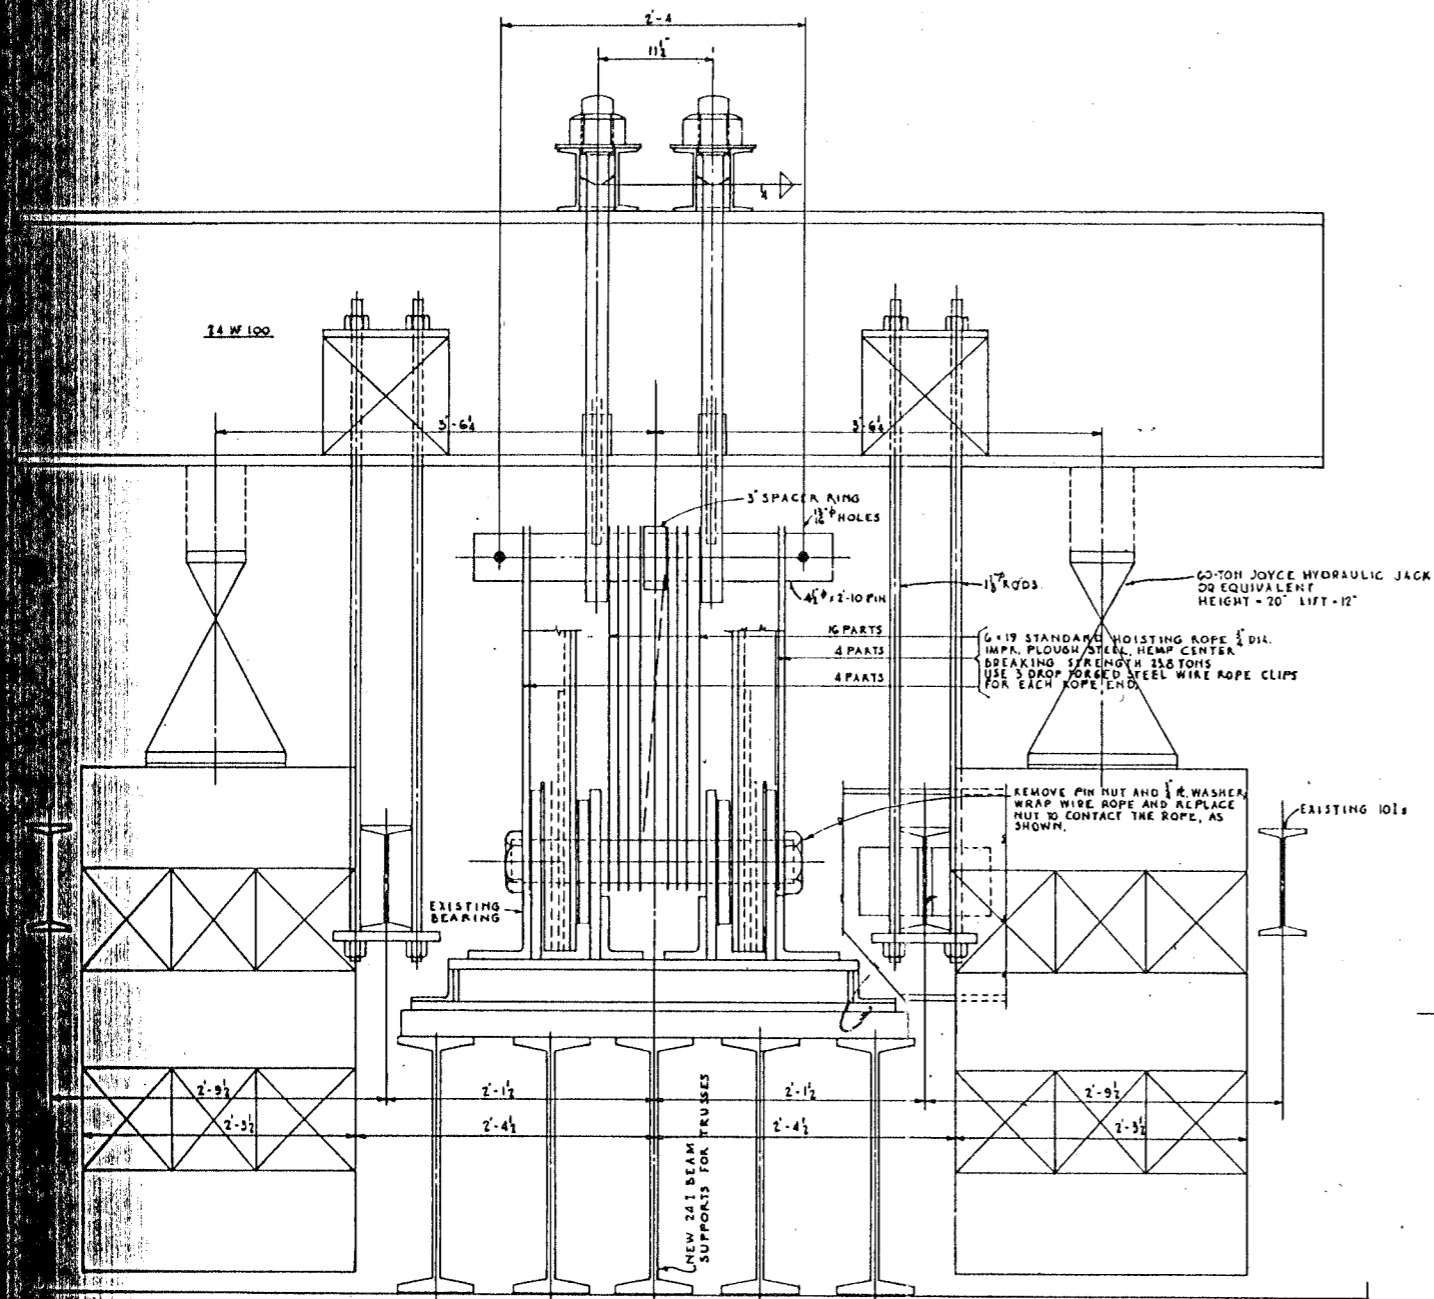 2'-4
11½"
4
24 W 100
3'-6¼
3'-6¼
3" SPACER RING
13/16"φ HOLES
4½"φ x 2'-10 PIN
1⅛"φ RODS.
60-TON JOYCE HYDRAULIC JACK
OR EQUIVALENT
HEIGHT - 20" LIFT - 12"
16 PARTS
4 PARTS
4 PARTS
6 x 19 STANDARD HOISTING ROPE ¾" DIA.
IMPR. PLOUGH STEEL, HEMP CENTER
BREAKING STRENGTH 23.8 TONS
USE 3 DROP FORGED STEEL WIRE ROPE CLIPS
FOR EACH ROPE END.
REMOVE PIN NUT AND PL. WASHER,
WRAP WIRE ROPE AND REPLACE
NUT TO CONTACT THE ROPE, AS
SHOWN.
EXISTING 10 Is
EXISTING
BEARING
2'-9½
2'-1½
2'-1½
2'-9½
2'-3½
2'-4½
2'-4½
2'-3½
NEW 24 I BEAM
SUPPORTS FOR TRUSSES